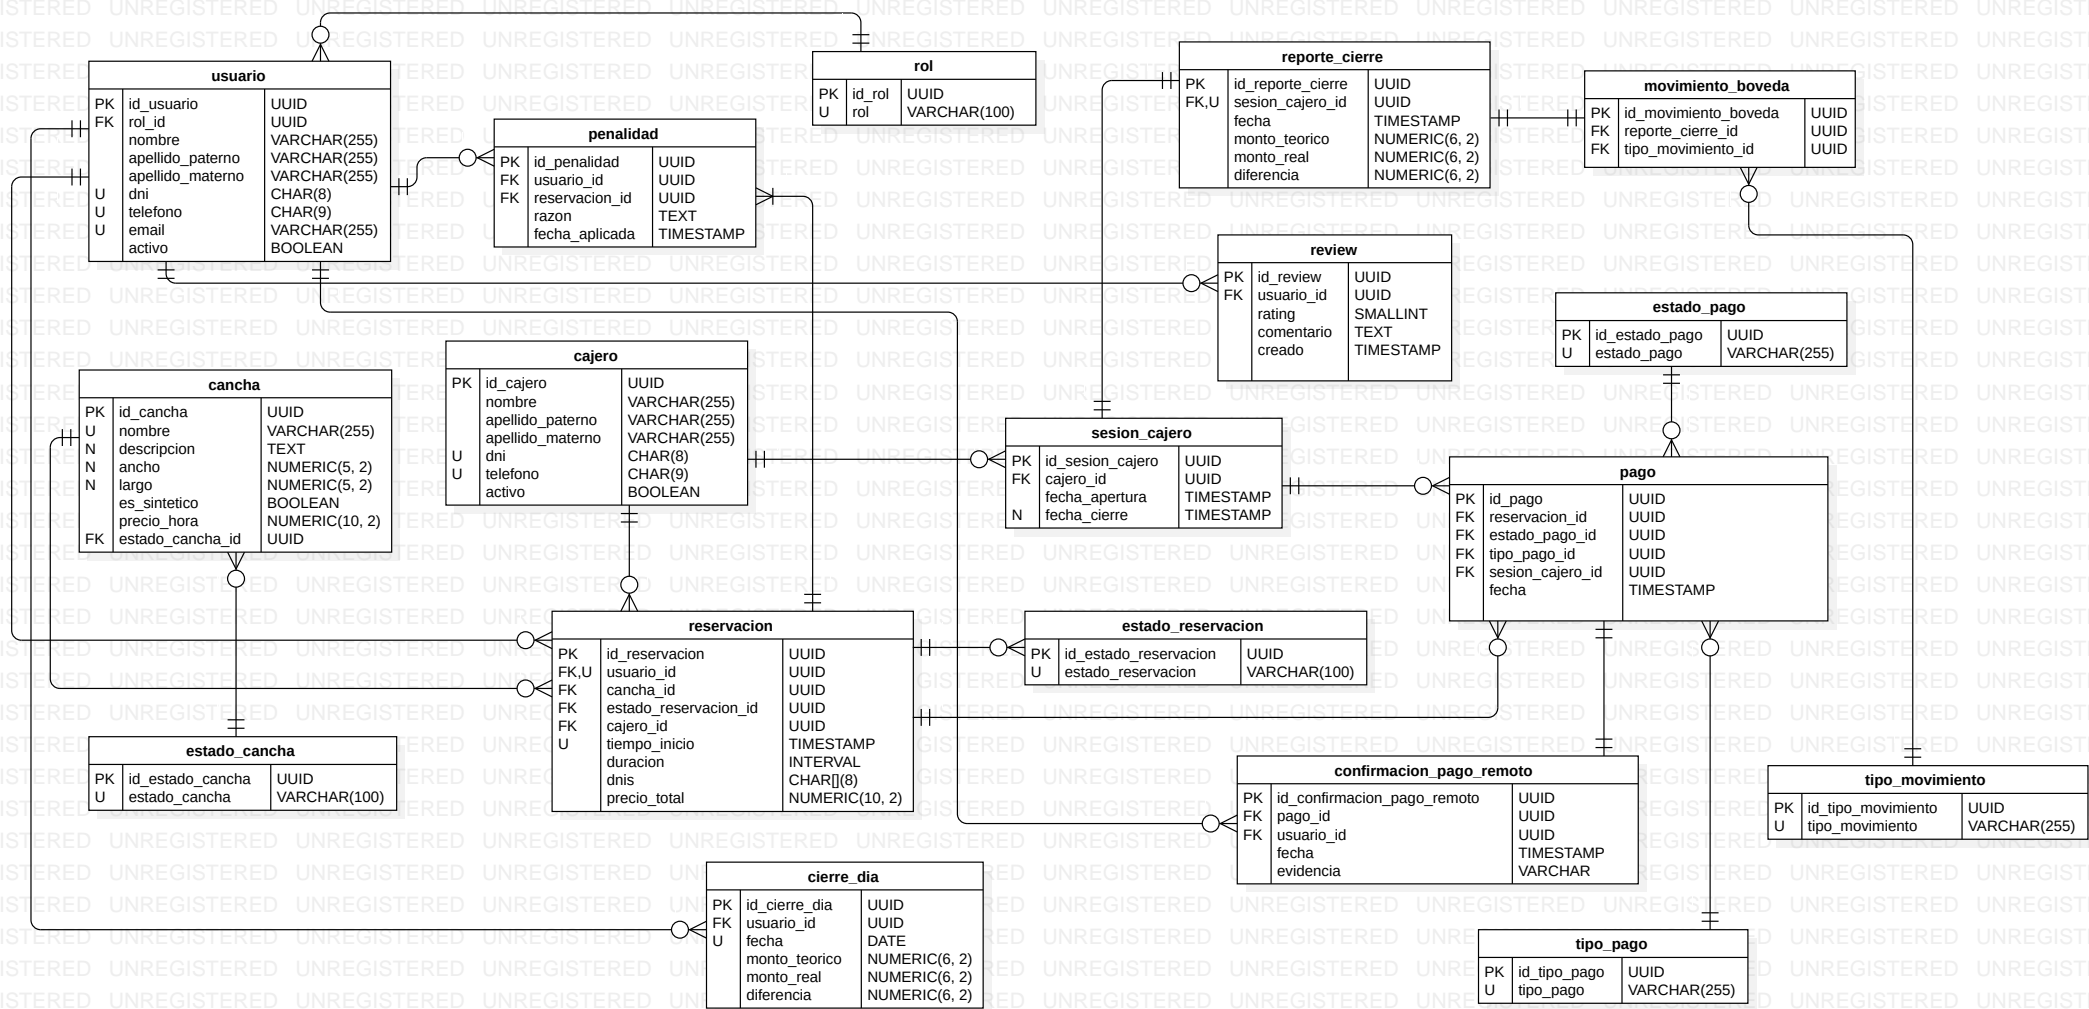 usuario
PK id_usuario UUID
FK rol_id UUID
nombre VARCHAR(255)
apellido_paterno VARCHAR(255)
apellido_materno VARCHAR(255)
U dni CHAR(8)
U telefono CHAR(9)
U email VARCHAR(255)
activo BOOLEAN
rol
PK id_rol UUID
U rol VARCHAR(100)
penalidad
PK id_penalidad UUID
FK usuario_id UUID
FK reservacion_id UUID
razon TEXT
fecha_aplicada TIMESTAMP
reporte_cierre
PK id_reporte_cierre UUID
FK,U sesion_cajero_id UUID
fecha TIMESTAMP
monto_teorico NUMERIC(6, 2)
monto_real NUMERIC(6, 2)
diferencia NUMERIC(6, 2)
movimiento_boveda
PK id_movimiento_boveda UUID
FK reporte_cierre_id UUID
FK tipo_movimiento_id UUID
review
PK id_review UUID
FK usuario_id UUID
rating SMALLINT
comentario TEXT
creado TIMESTAMP
estado_pago
PK id_estado_pago UUID
U estado_pago VARCHAR(255)
cajero
PK id_cajero UUID
nombre VARCHAR(255)
apellido_paterno VARCHAR(255)
apellido_materno VARCHAR(255)
U dni CHAR(8)
U telefono CHAR(9)
activo BOOLEAN
cancha
PK id_cancha UUID
U nombre VARCHAR(255)
N descripcion TEXT
N ancho NUMERIC(5, 2)
N largo NUMERIC(5, 2)
es_sintetico BOOLEAN
precio_hora NUMERIC(10, 2)
FK estado_cancha_id UUID
sesion_cajero
PK id_sesion_cajero UUID
FK cajero_id UUID
fecha_apertura TIMESTAMP
N fecha_cierre TIMESTAMP
pago
PK id_pago UUID
FK reservacion_id UUID
FK estado_pago_id UUID
FK tipo_pago_id UUID
FK sesion_cajero_id UUID
fecha TIMESTAMP
reservacion
PK id_reservacion UUID
FK,U usuario_id UUID
FK cancha_id UUID
FK estado_reservacion_id UUID
FK cajero_id UUID
U tiempo_inicio TIMESTAMP
duracion INTERVAL
dnis CHAR[](8)
precio_total NUMERIC(10, 2)
estado_reservacion
PK id_estado_reservacion UUID
U estado_reservacion VARCHAR(100)
estado_cancha
PK id_estado_cancha UUID
U estado_cancha VARCHAR(100)
confirmacion_pago_remoto
PK id_confirmacion_pago_remoto UUID
FK pago_id UUID
FK usuario_id UUID
fecha TIMESTAMP
evidencia VARCHAR
tipo_movimiento
PK id_tipo_movimiento UUID
U tipo_movimiento VARCHAR(255)
cierre_dia
PK id_cierre_dia UUID
FK usuario_id UUID
U fecha DATE
monto_teorico NUMERIC(6, 2)
monto_real NUMERIC(6, 2)
diferencia NUMERIC(6, 2)
tipo_pago
PK id_tipo_pago UUID
U tipo_pago VARCHAR(255)
UNREGISTERED